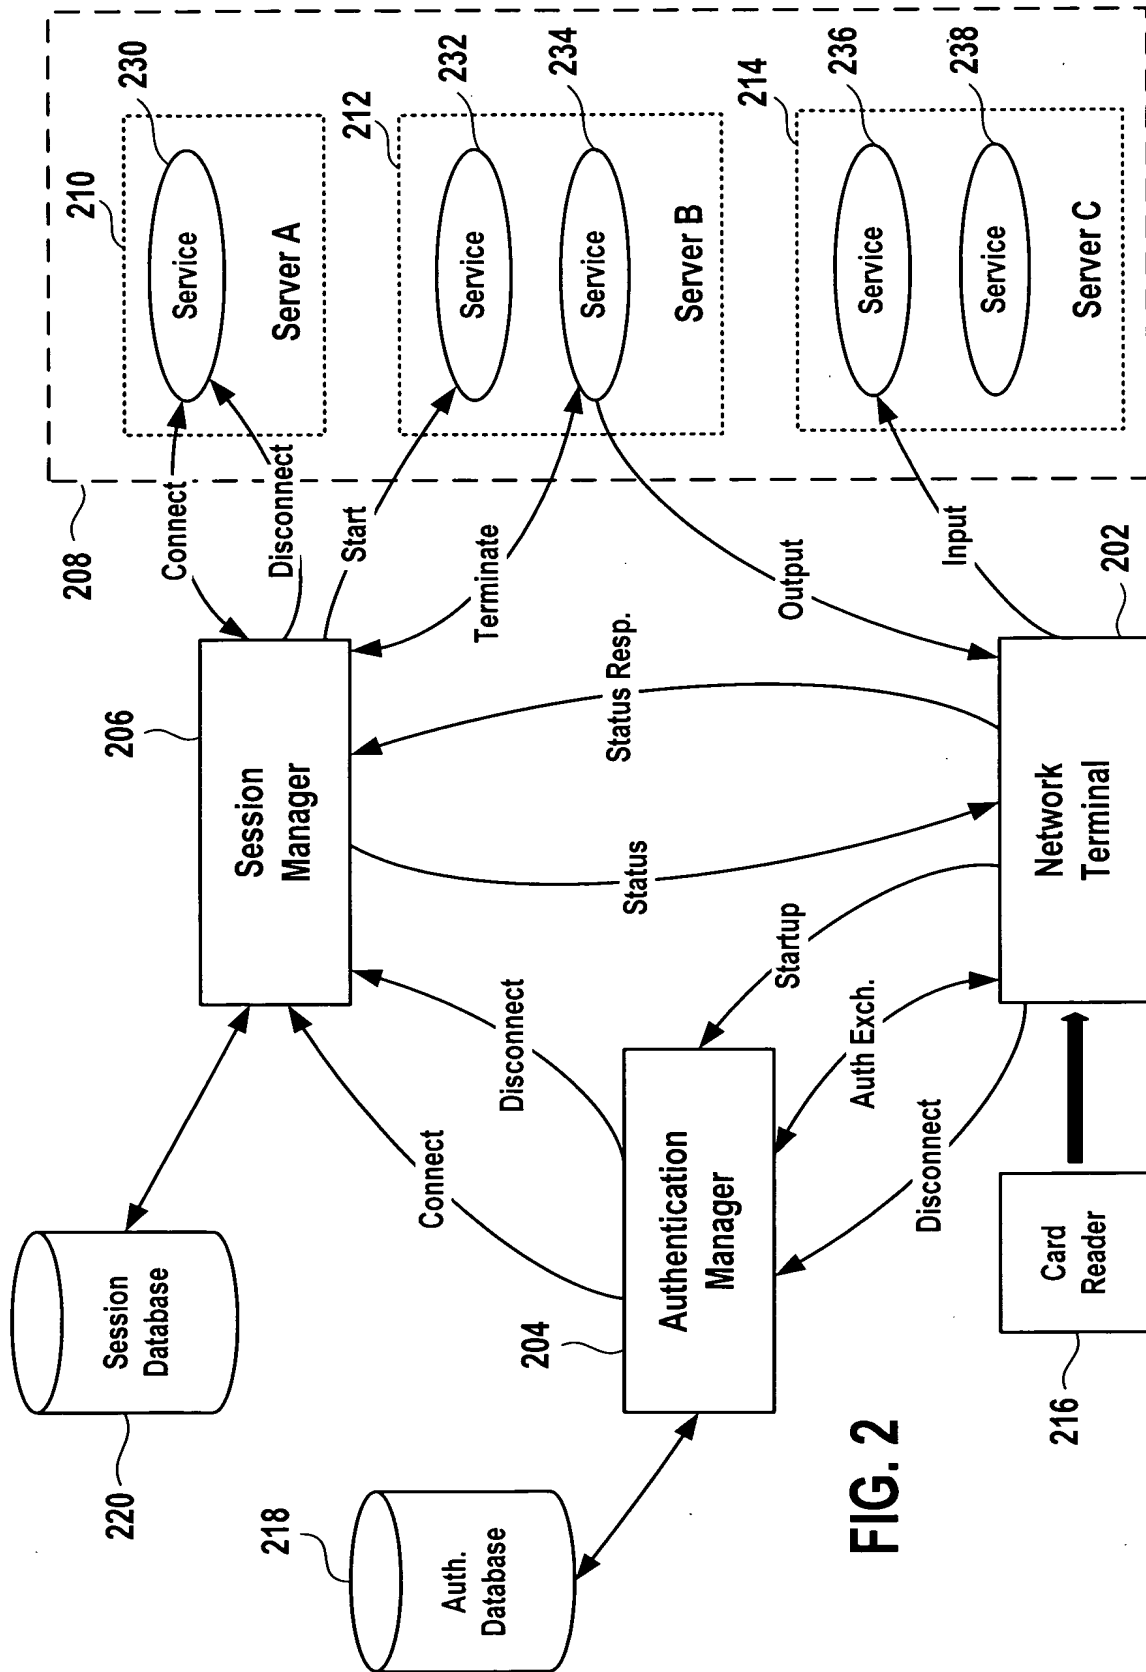 220
Session
Database
206
Session
Manager
208
Connect
Disconnect
Start
Terminate
210
230
Service
Server A
212
232
Service
234
Service
Server B
214
236
Service
238
Service
Server C
218
Auth.
Database
204
Authentication
Manager
Connect
Disconnect
Status
Status Resp.
Output
Input
Startup
Auth Exch.
Disconnect
202
Network
Terminal
216
Card
Reader
FIG. 2